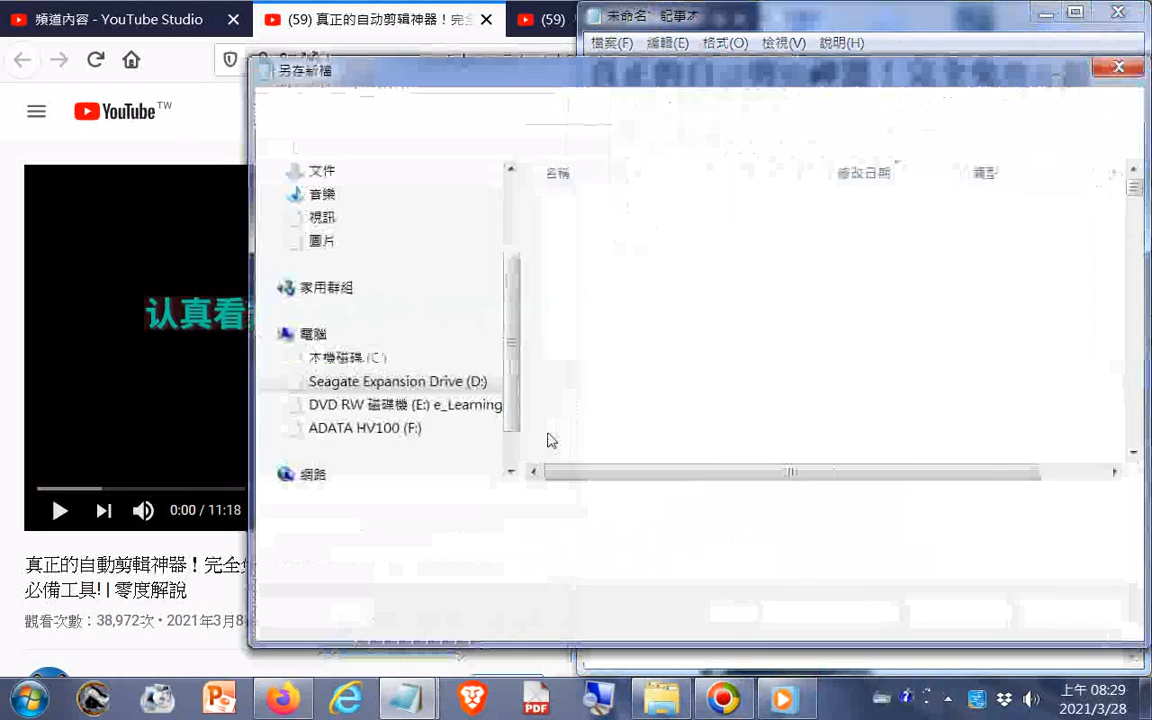 頻道內容 - YouTube Studio
(59) 真正的自动剪辑神器！完全
(59)
未命名 - 記事本
檔案(F) 編輯(E) 格式(O) 檢視(V) 說明(H)
另存新檔
YouTube TW
名稱 修改日期 類型
文件
音樂
視訊
圖片
家用群組
電腦
本機磁碟 (C:)
Seagate Expansion Drive (D:)
DVD RW 磁碟機 (E:) e_Learning
ADATA HV100 (F:)
網路
认真看
0:00 / 11:18
真正的自動剪輯神器！完全
必備工具! | 零度解說
觀看次數：38,972次 • 2021年3月8
PDF
上午 08:29
2021/3/28